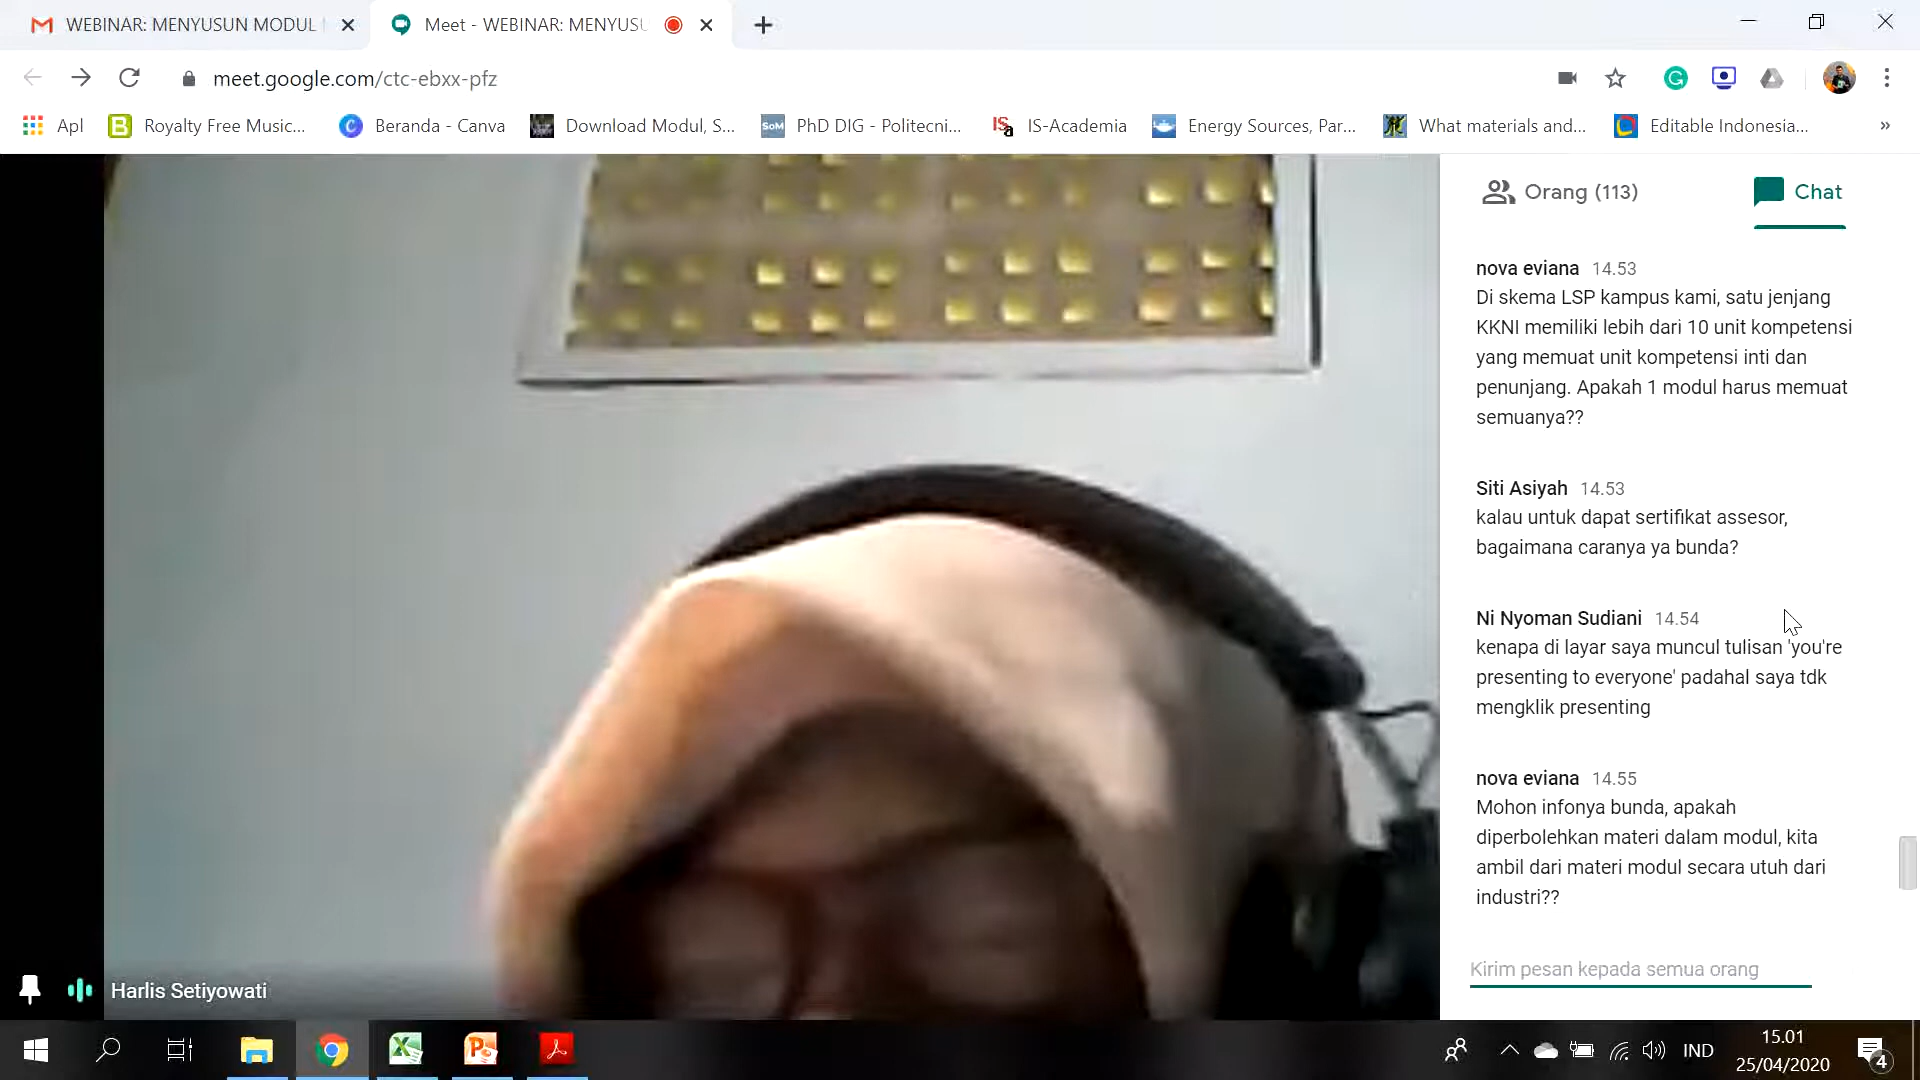 WEBINAR: MENYUSUN MODUL
Meet - WEBINAR: MENYUSU
meet.google.com/ctc-ebxx-pfz
Apl
Royalty Free Music...
Beranda - Canva
Download Modul, S...
SoM
PhD DIG - Politecni...
IS-Academia
Energy Sources, Par...
What materials and...
Editable Indonesia...
»
Orang (113)
Chat
nova eviana 14.53
Di skema LSP kampus kami, satu jenjang
KKNI memiliki lebih dari 10 unit kompetensi
yang memuat unit kompetensi inti dan
penunjang. Apakah 1 modul harus memuat
semuanya??
Siti Asiyah 14.53
kalau untuk dapat sertifikat assesor,
bagaimana caranya ya bunda?
Ni Nyoman Sudiani 14.54
kenapa di layar saya muncul tulisan 'you're
presenting to everyone' padahal saya tdk
mengklik presenting
nova eviana 14.55
Mohon infonya bunda, apakah
diperbolehkan materi dalam modul, kita
ambil dari materi modul secara utuh dari
industri??
Kirim pesan kepada semua orang
Harlis Setiyowati
IND
15.01
25/04/2020
4